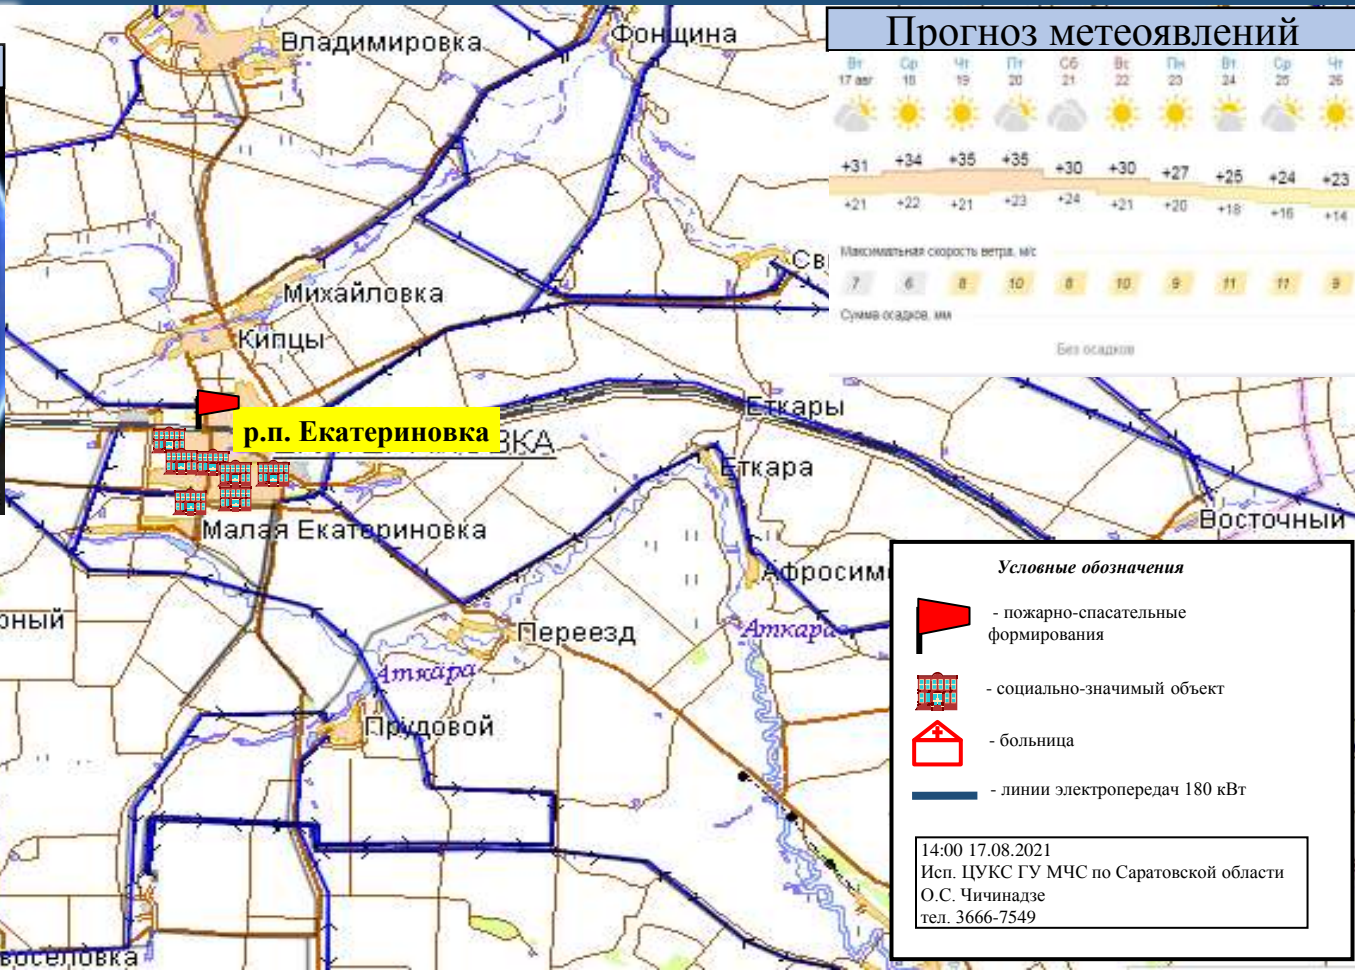 Прогноз метеоявлений
Вт Ср Чт Пт Сб Вс Пн Вт Ср Чт
17 авг 18 19 20 21 22 23 24 25 26
+31 +34 +35 +35 +30 +30 +27 +25 +24 +23
+21 +22 +21 +23 +24 +21 +20 +18 +16 +14
Максимальная скорость ветра, м/с
7 6 8 10 8 10 9 11 11 9
Сумма осадков, мм
Без осадков
Владимировка
Фонщина
Св
Михайловка
Кипцы
р.п. Екатериновка
ВКА
Еткары
Еткара
Малая Екатериновка
Восточный
Афросим
рный
Переезд
Аткара
Аткара
Прудовой
воселовка
Условные обозначения
- пожарно-спасательные
формирования
- социально-значимый объект
- больница
- линии электропередач 180 кВт
14:00 17.08.2021
Исп. ЦУКС ГУ МЧС по Саратовской области
О.С. Чичинадзе
тел. 3666-7549